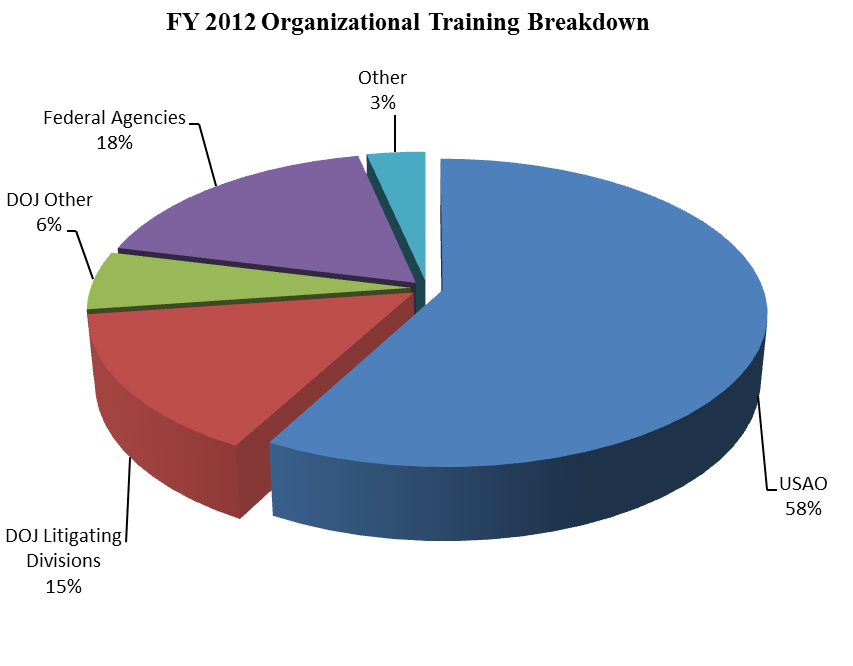 FY 2012 Organizational Training Breakdown
Other
3%
Federal Agencies
18%
DOJ Other
6%
USAO
58%
DOJ Litigating
Divisions
15%